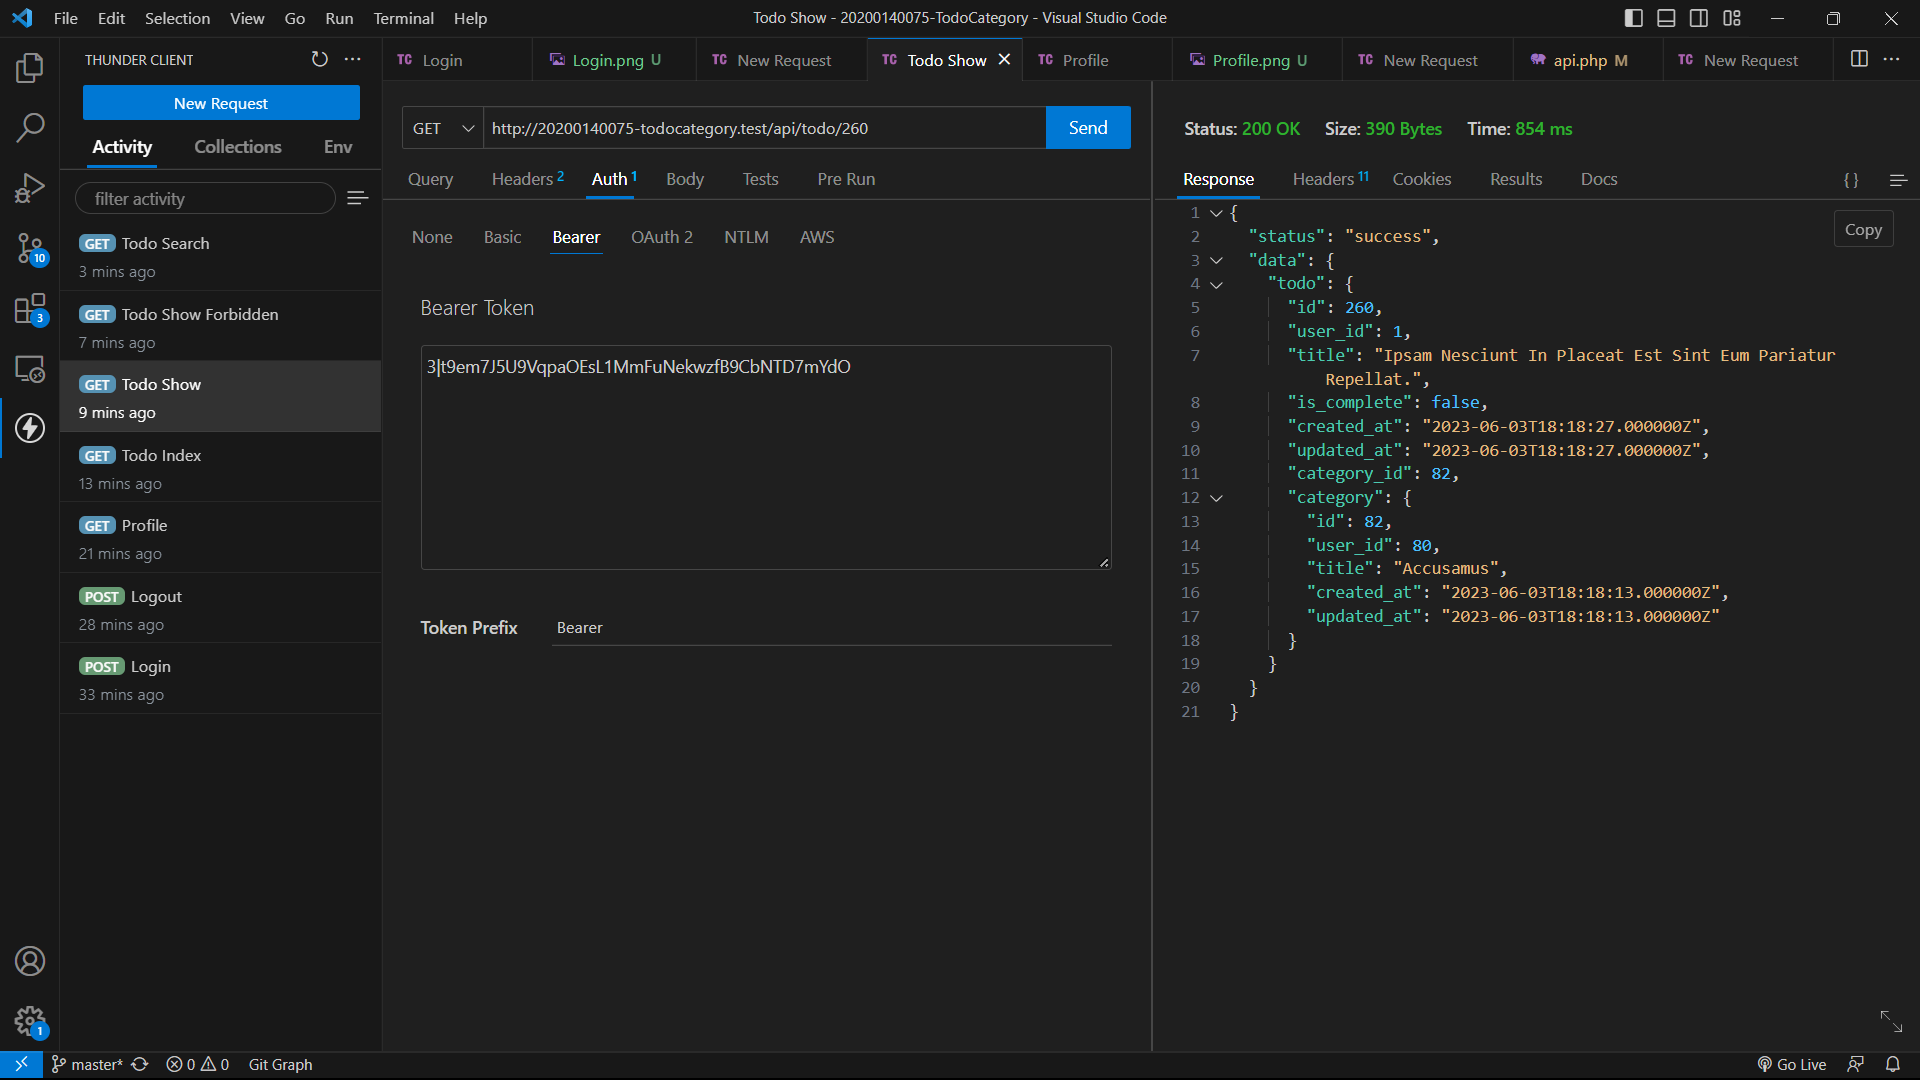 File Edit Selection View Go Run Terminal Help
Todo Show - 20200140075-TodoCategory - Visual Studio Code
THUNDER CLIENT
New Request
Activity Collections Env
filter activity
GET Todo Search
3 mins ago
GET Todo Show Forbidden
7 mins ago
GET Todo Show
9 mins ago
GET Todo Index
13 mins ago
GET Profile
21 mins ago
POST Logout
28 mins ago
POST Login
33 mins ago
10
3
1
TC Login
Login.png U
TC New Request
TC Todo Show
TC Profile
Profile.png U
TC New Request
api.php M
TC New Request
GET http://20200140075-todocategory.test/api/todo/260 Send
Query Headers 2 Auth 1 Body Tests Pre Run
None Basic Bearer OAuth 2 NTLM AWS
Bearer Token
3|t9em7J5U9VqpaOEsL1MmFuNekwzfB9CbNTD7mYdO
Token Prefix Bearer
Status: 200 OK Size: 390 Bytes Time: 854 ms
Response Headers 11 Cookies Results Docs { }
Copy
1 {
2 "status": "success",
3 "data": {
4 "todo": {
5 "id": 260,
6 "user_id": 1,
7 "title": "Ipsam Nesciunt In Placeat Est Sint Eum Pariatur
Repellat.",
8 "is_complete": false,
9 "created_at": "2023-06-03T18:18:27.000000Z",
10 "updated_at": "2023-06-03T18:18:27.000000Z",
11 "category_id": 82,
12 "category": {
13 "id": 82,
14 "user_id": 80,
15 "title": "Accusamus",
16 "created_at": "2023-06-03T18:18:13.000000Z",
17 "updated_at": "2023-06-03T18:18:13.000000Z"
18 }
19 }
20 }
21 }
master* 0 0 Git Graph
Go Live